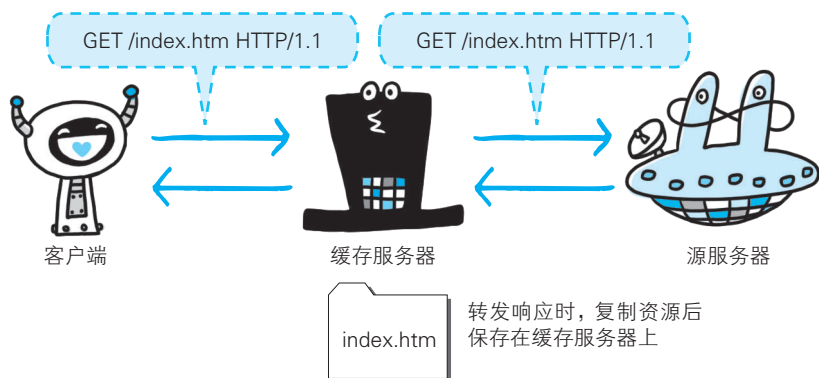 GET /index.htm HTTP/1.1
GET /index.htm HTTP/1.1
客户端
缓存服务器
源服务器
index.htm
转发响应时，复制资源后
保存在缓存服务器上